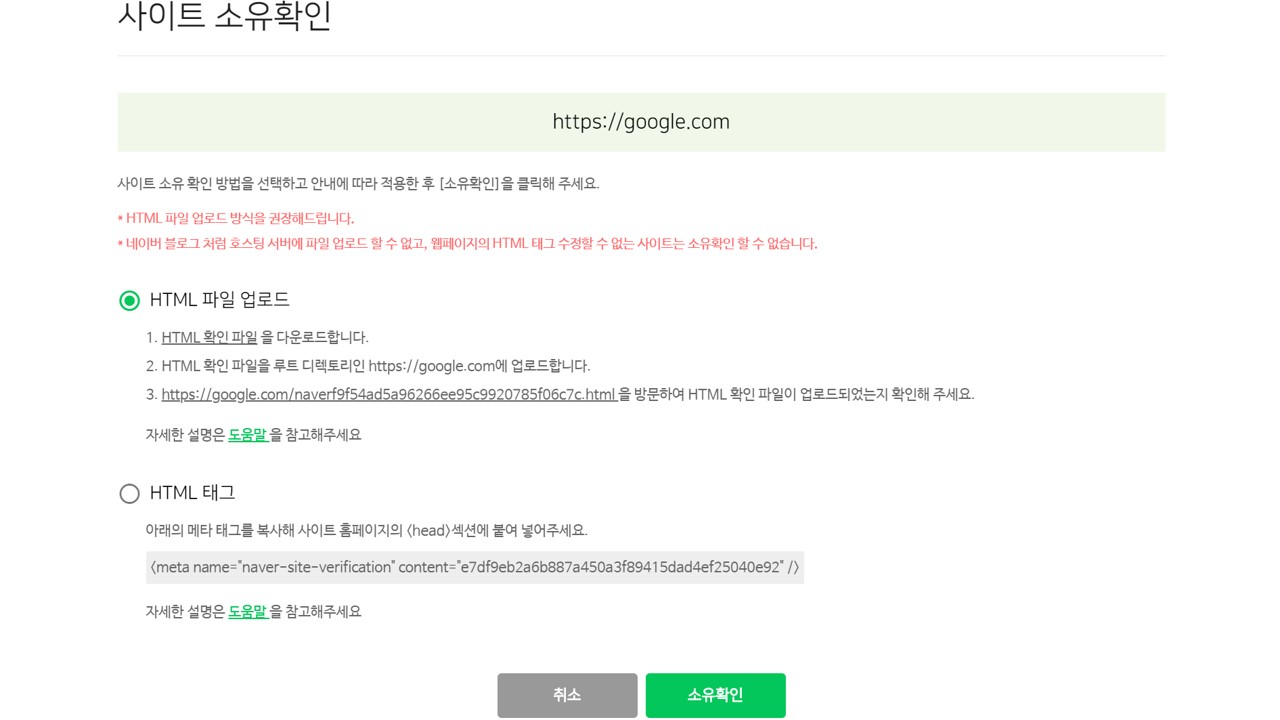 사이트 소유확인
https://google.com
사이트 소유 확인 방법을 선택하고 안내에 따라 적용한 후 [소유확인]을 클릭해 주세요.
* HTML 파일 업로드 방식을 권장해드립니다.
* 네이버 블로그 처럼 호스팅 서버에 파일 업로드 할 수 없고, 웹페이지의 HTML 태그 수정할 수 없는 사이트는 소유확인 할 수 없습니다.
HTML 파일 업로드
1. HTML 확인 파일 을 다운로드합니다.
2. HTML 확인 파일을 루트 디렉토리인 https://google.com에 업로드합니다.
3. https://google.com/naverf9f54ad5a96266ee95c9920785f06c7c.html 을 방문하여 HTML 확인 파일이 업로드되었는지 확인해 주세요.
자세한 설명은 도움말 을 참고해주세요
HTML 태그
아래의 메타 태그를 복사해 사이트 홈페이지의 <head>섹션에 붙여 넣어주세요.
<meta name="naver-site-verification" content="e7df9eb2a6b887a450a3f89415dad4ef25040e92" />
자세한 설명은 도움말 을 참고해주세요
취소 소유확인